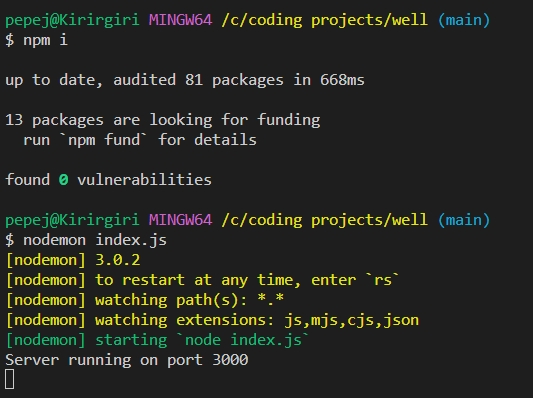 pepej@Kirirgiri MINGW64 /c/coding projects/well (main)
$ npm i
up to date, audited 81 packages in 668ms
13 packages are looking for funding
  run `npm fund` for details
found 0 vulnerabilities
pepej@Kirirgiri MINGW64 /c/coding projects/well (main)
$ nodemon index.js
[nodemon] 3.0.2
[nodemon] to restart at any time, enter `rs`
[nodemon] watching path(s): *.*
[nodemon] watching extensions: js,mjs,cjs,json
[nodemon] starting `node index.js`
Server running on port 3000